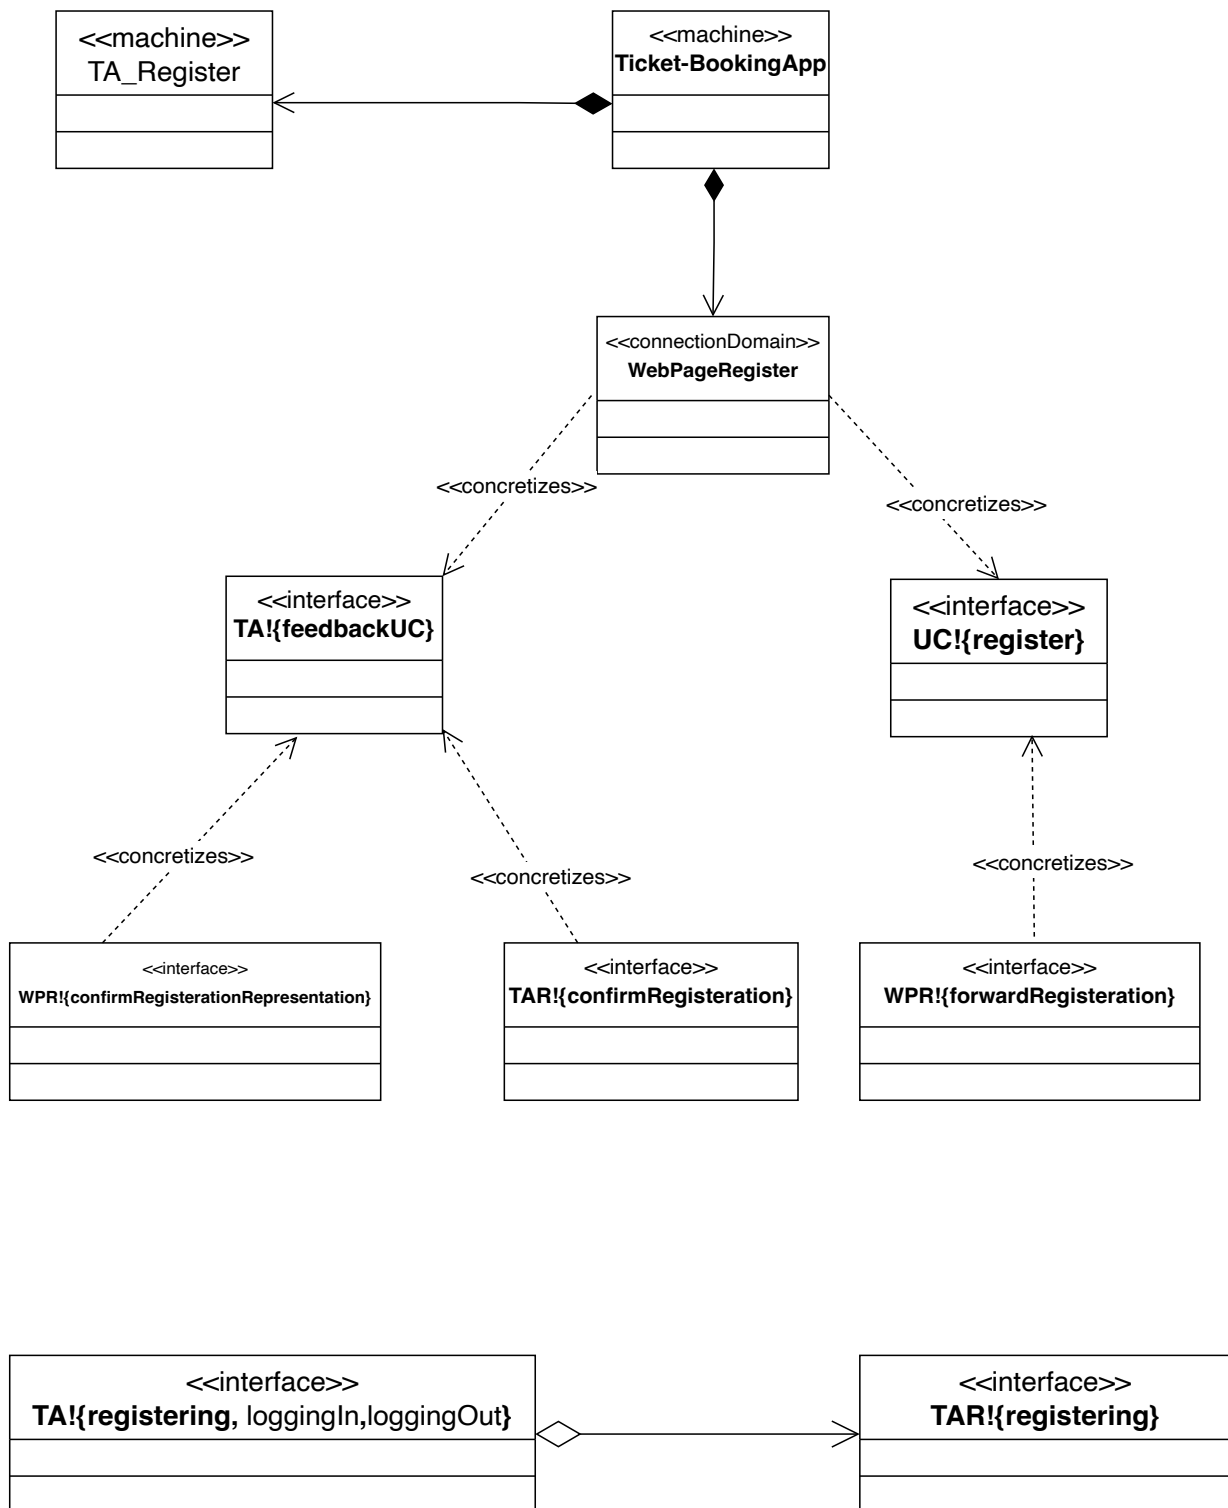 <<machine>>
TA_Register
<<machine>>
Ticket-BookingApp
<<connectionDomain>>
WebPageRegister
<<concretizes>>
<<concretizes>>
<<interface>>
TA!{feedbackUC}
<<interface>>
UC!{register}
<<concretizes>>
<<concretizes>>
<<concretizes>>
<<interface>>
WPR!{confirmRegisterationRepresentation}
<<interface>>
TAR!{confirmRegisteration}
<<interface>>
WPR!{forwardRegisteration}
<<interface>>
TA!{registering, loggingIn,loggingOut}
<<interface>>
TAR!{registering}